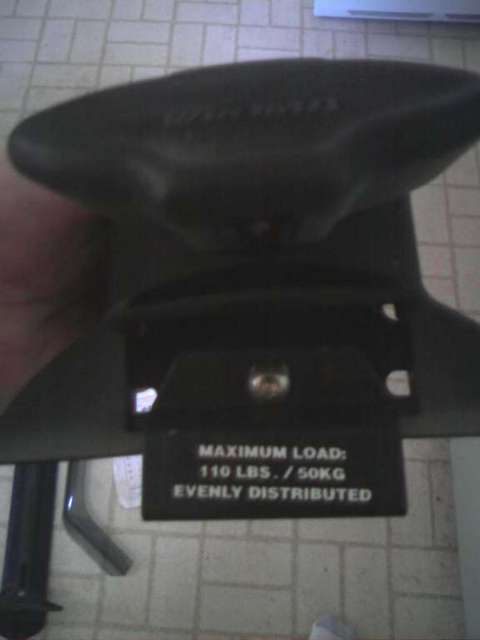 MAXIMUM LOAD:
110 LBS. / 50KG
EVENLY DISTRIBUTED